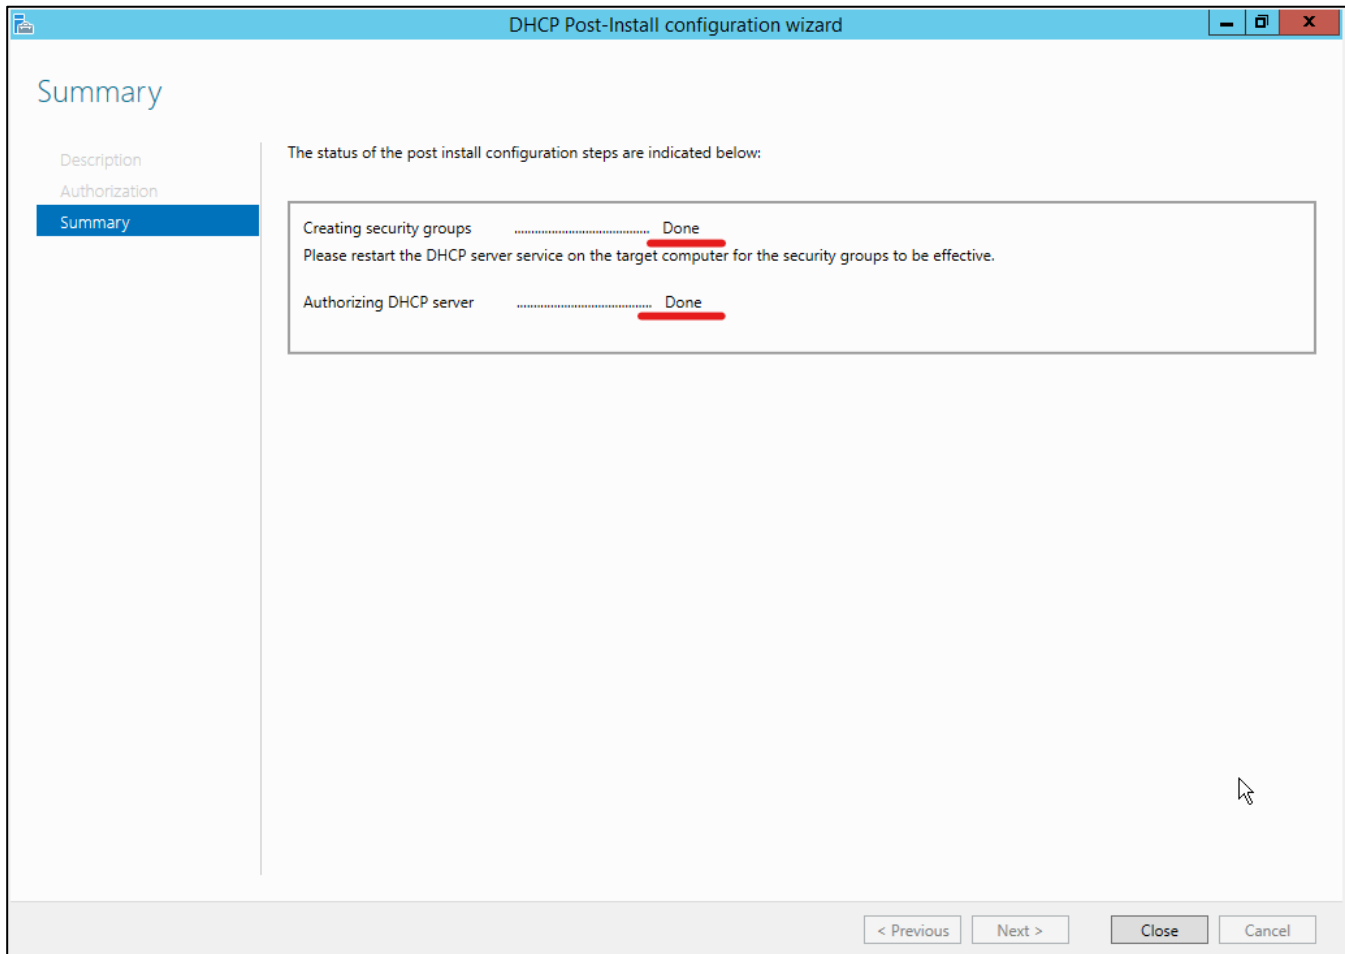 DHCP Post-Install configuration wizard
Summary
Description
Authorization
Summary
The status of the post install configuration steps are indicated below:
Creating security groups ........................................ Done
Please restart the DHCP server service on the target computer for the security groups to be effective.
Authorizing DHCP server ........................................ Done
< Previous Next > Close Cancel